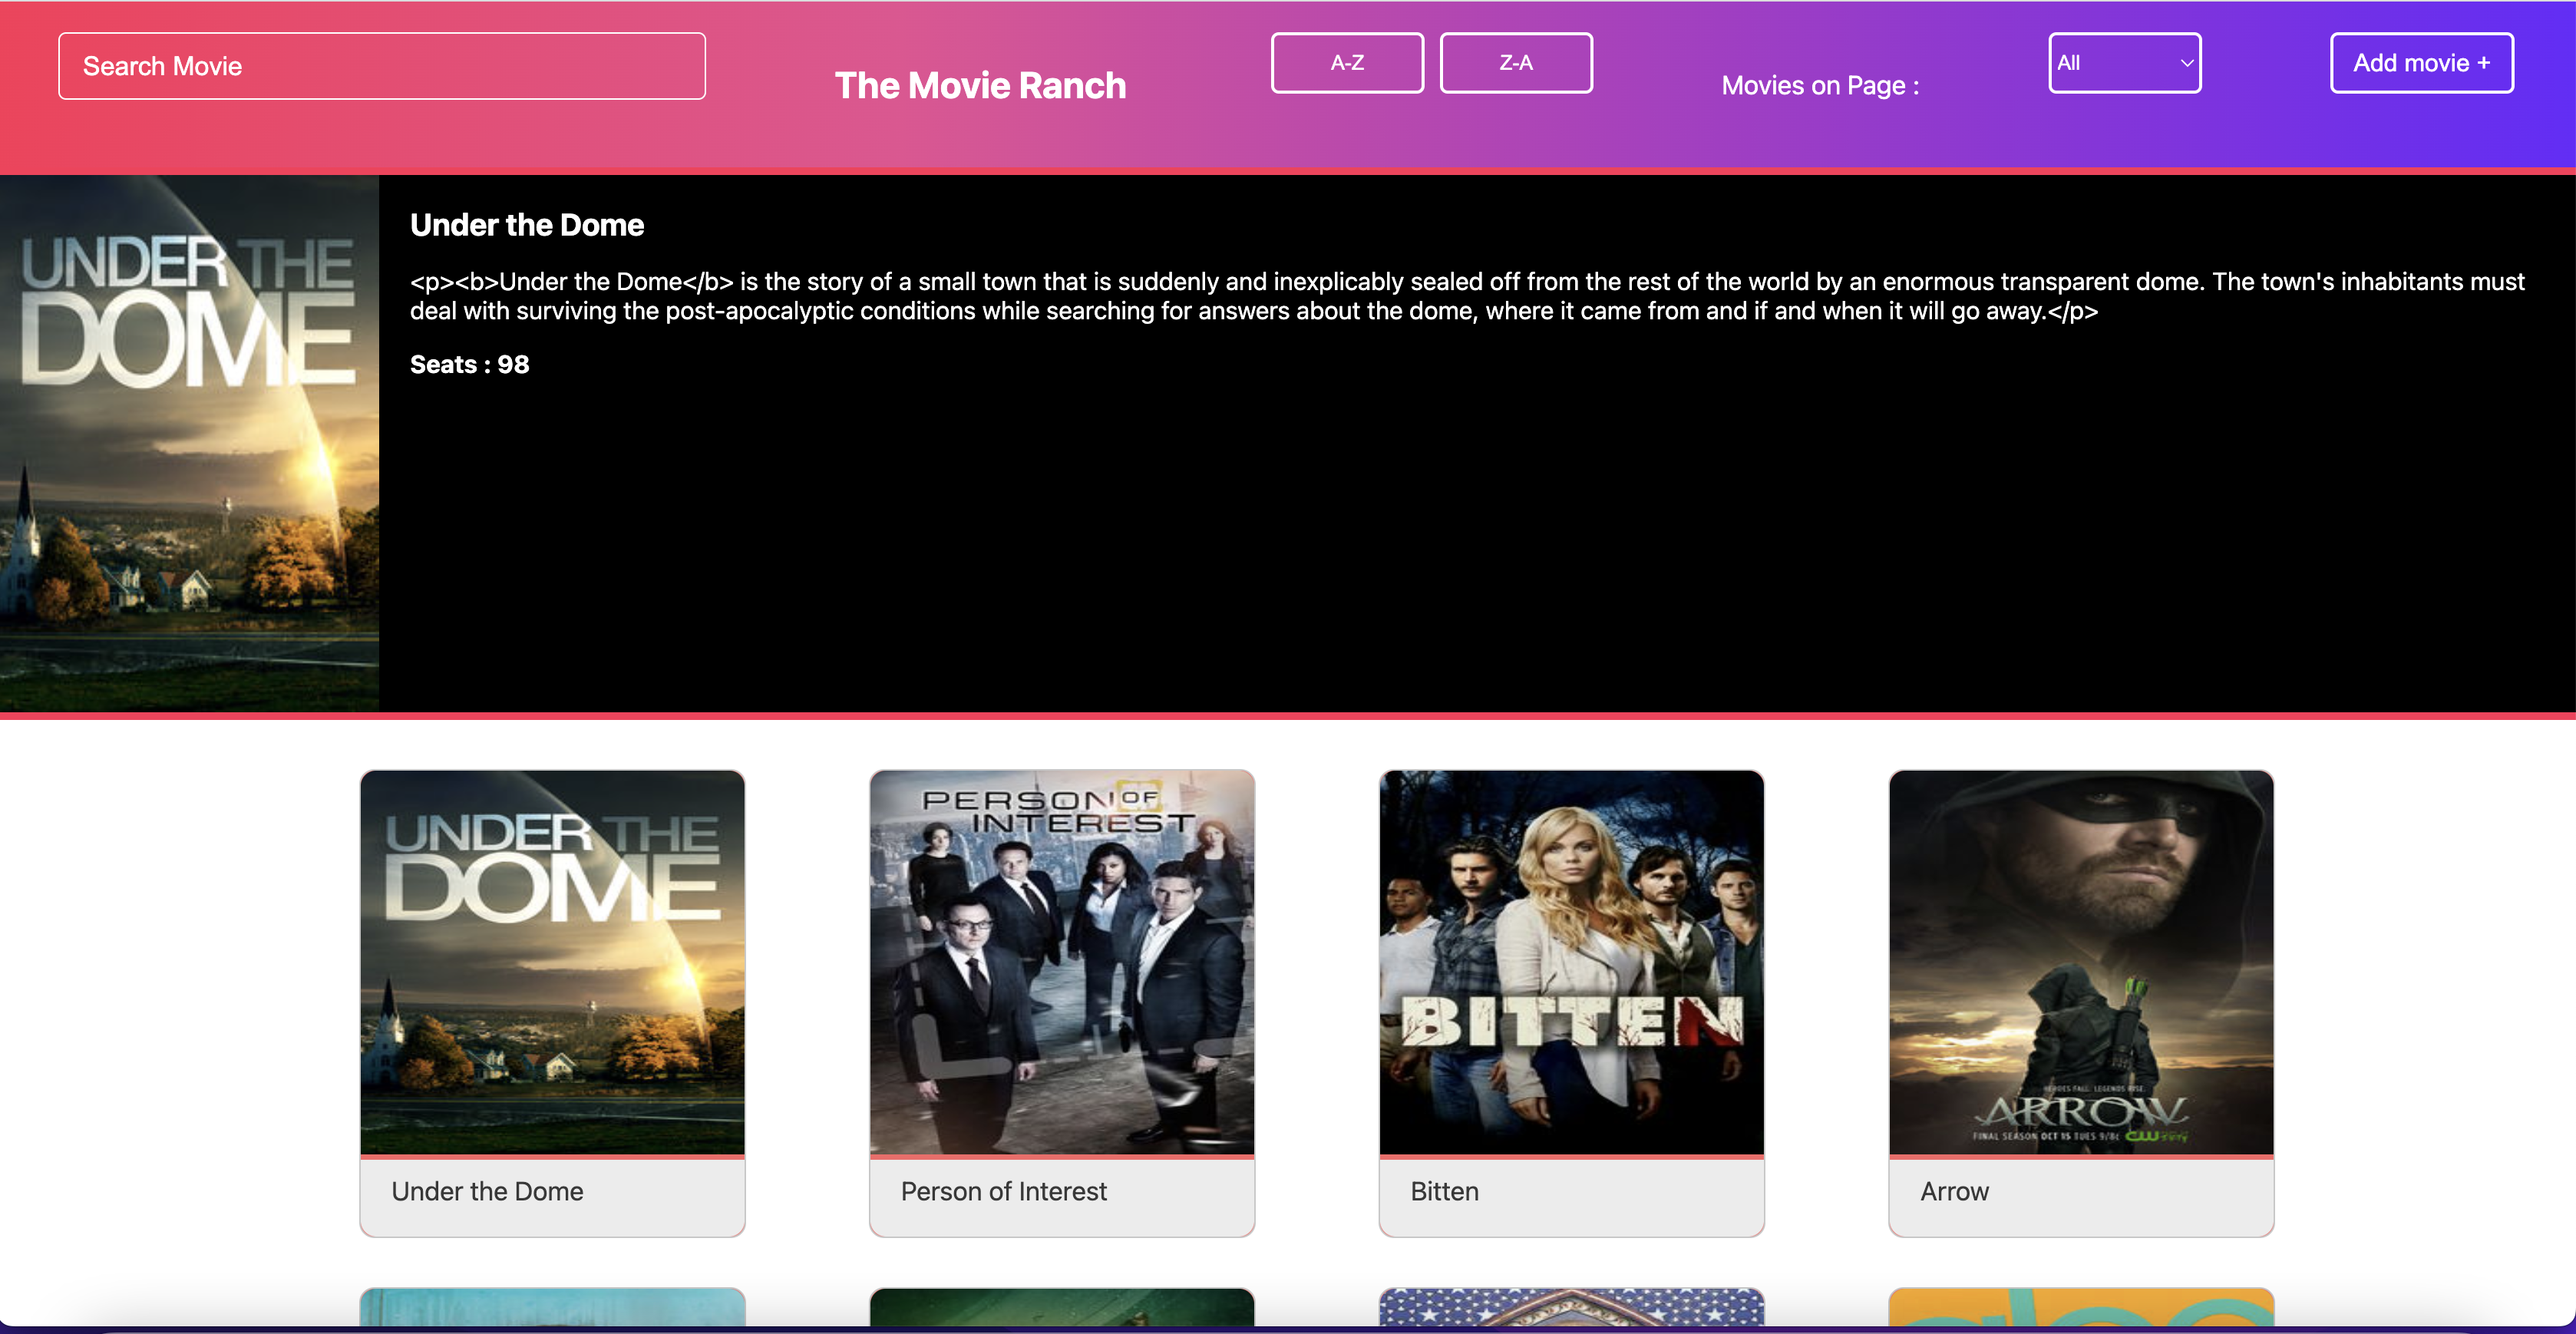 Search Movie
The Movie Ranch
A-Z
Z-A
Movies on Page :
All
Add movie +
UNDER THE
DOME
Under the Dome
<p><b>Under the Dome</b> is the story of a small town that is suddenly and inexplicably sealed off from the rest of the world by an enormous transparent dome. The town's inhabitants must
deal with surviving the post-apocalyptic conditions while searching for answers about the dome, where it came from and if and when it will go away.</p>
Seats : 98
UNDER THE
DOME
Under the Dome
PERSON OF
INTEREST
Person of Interest
BITTEN
Bitten
HEROES FALL. LEGENDS RISE.
ARROW
FINAL SEASON OCT 15 TUES 9/8c CW
Arrow